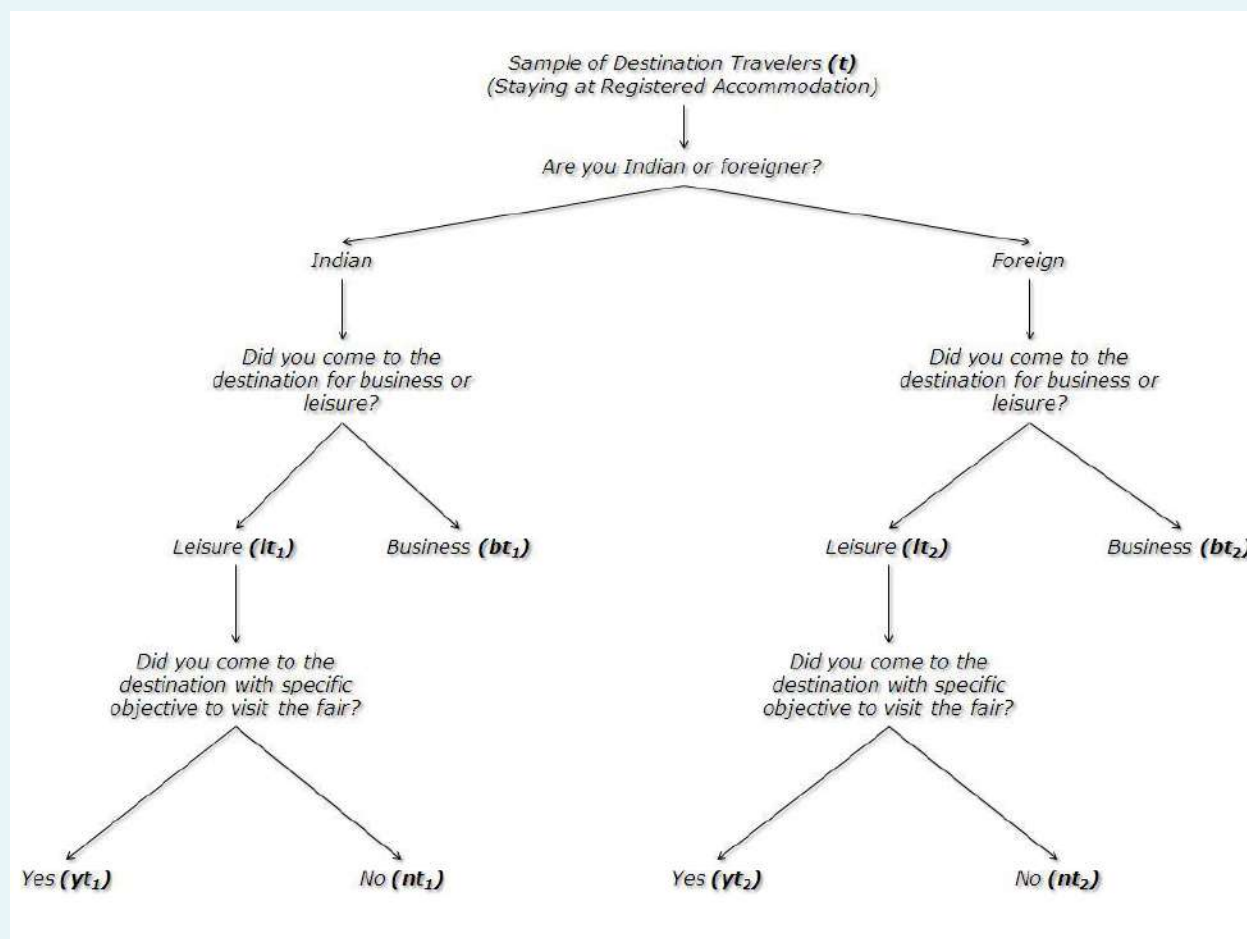 Sample of Destination Travelers (t)
(Staying at Registered Accommodation)
Are you Indian or foreigner?
Indian
Foreign
Did you come to the
destination for business or
leisure?
Did you come to the
destination for business or
leisure?
Leisure (lt₁)
Business (bt₁)
Leisure (lt₂)
Business (bt₂)
Did you come to the
destination with specific
objective to visit the fair?
Did you come to the
destination with specific
objective to visit the fair?
Yes (yt₁)
No (nt₁)
Yes (yt₂)
No (nt₂)